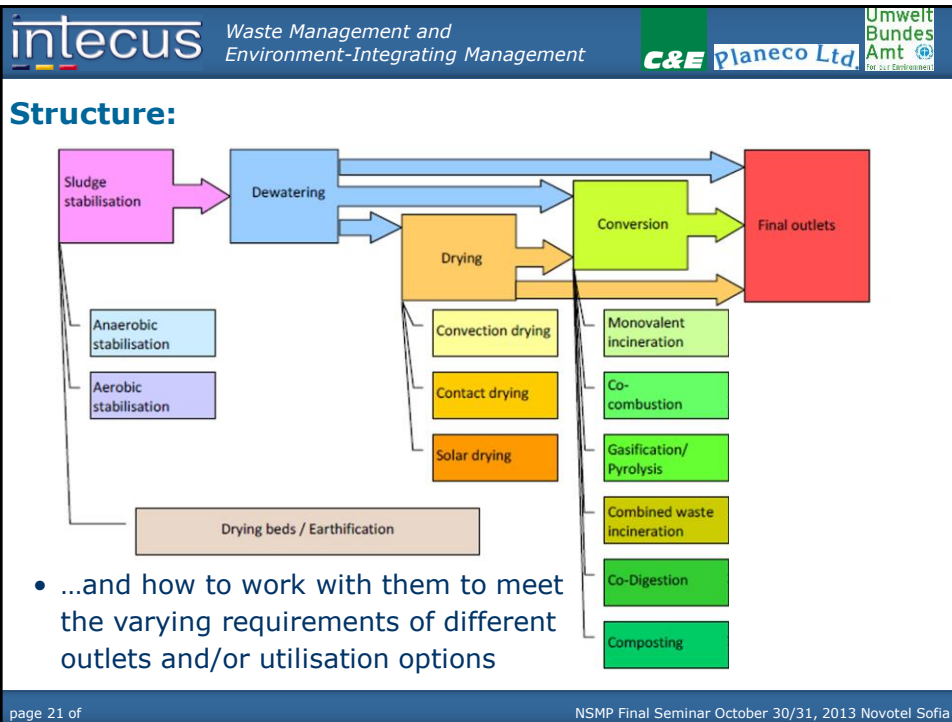 intecus
Waste Management and
Environment-Integrating Management
C&E
Planeco Ltd.
Umwelt
Bundes
Amt
For our Environment
Structure:
Sludge
stabilisation
Dewatering
Drying
Conversion
Final outlets
Anaerobic
stabilisation
Aerobic
stabilisation
Drying beds / Earthification
Convection drying
Contact drying
Solar drying
Monovalent
incineration
Co-
combustion
Gasification/
Pyrolysis
Combined waste
incineration
Co-Digestion
Composting
• …and how to work with them to meet
the varying requirements of different
outlets and/or utilisation options
page 21 of
NSMP Final Seminar October 30/31, 2013 Novotel Sofia